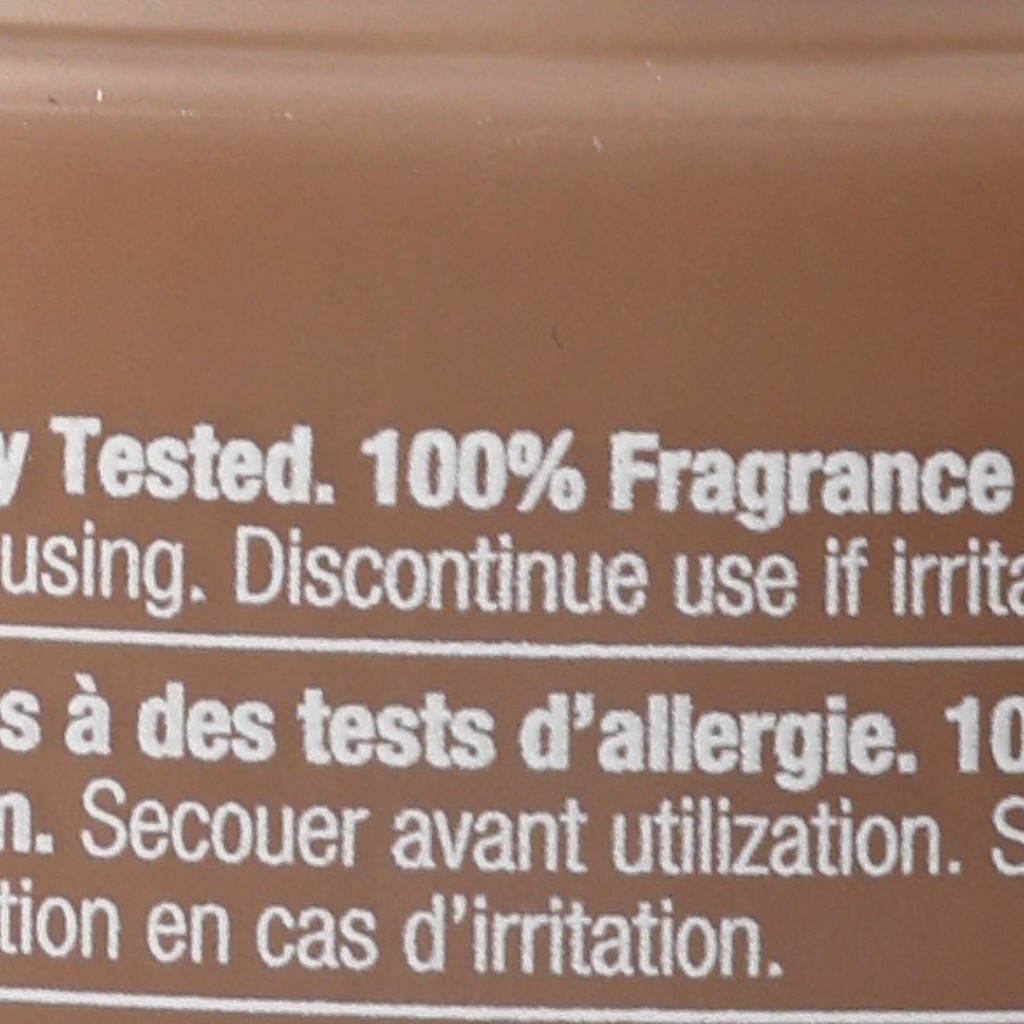 y Tested. 100% Fragrance
using. Discontinue use if irrita
s à des tests d'allergie. 10
n. Secouer avant utilization. S
tion en cas d'irritation.